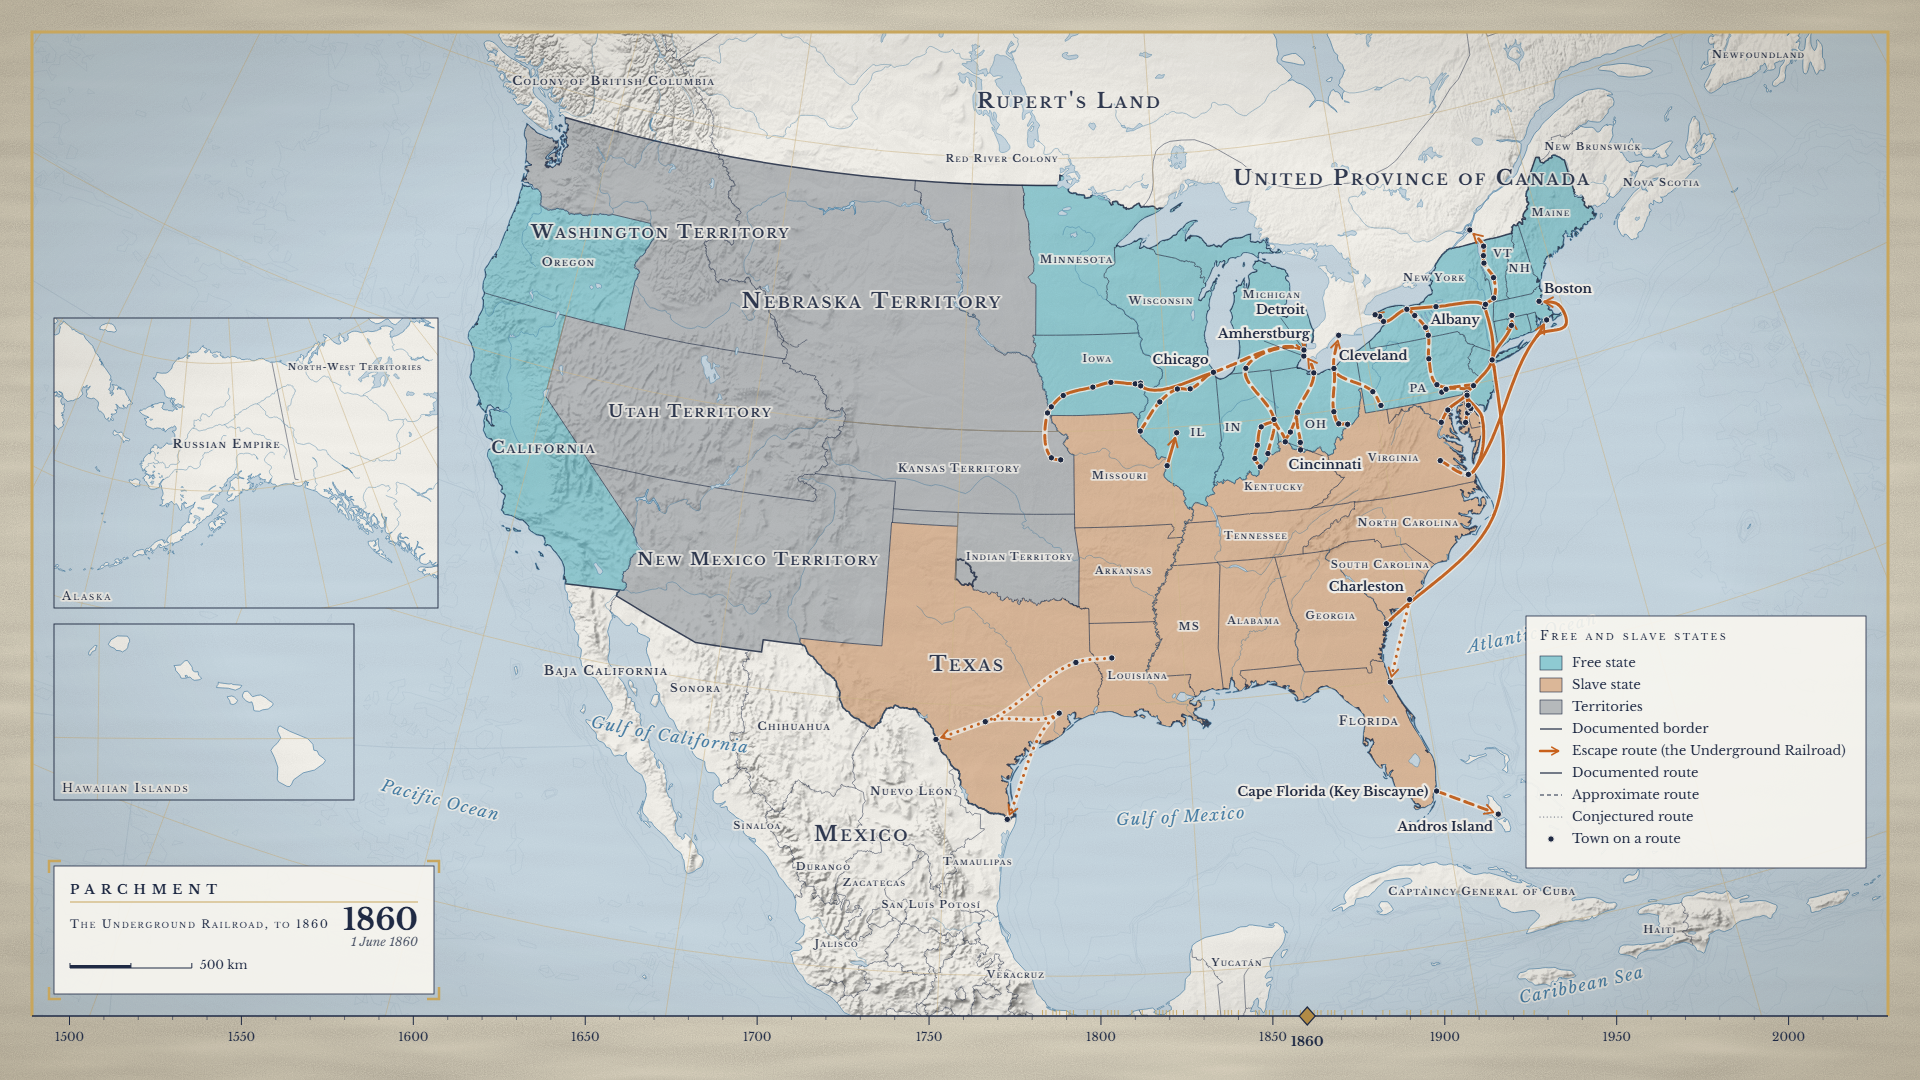 Newfoundland
Colony of British Columbia
Rupert's Land
Red River Colony
New Brunswick
United Province of Canada
Nova Scotia
Maine
Washington Territory
Oregon
Minnesota
VT
NH
New York
Boston
Nebraska Territory
Wisconsin
Michigan
Detroit
Albany
Amherstburg
Iowa
Chicago
Cleveland
North-West Territories
Russian Empire
Alaska
Utah Territory
PA
California
IL
IN
OH
Kansas Territory
Missouri
Cincinnati
Virginia
Kentucky
New Mexico Territory
Indian Territory
Arkansas
Tennessee
North Carolina
South Carolina
Charleston
MS
Alabama
Georgia
Texas
Louisiana
Baja California
Sonora
Chihuahua
Gulf of California
Florida
Atlantic
Free and slave states
Free state
Slave state
Territories
Documented border
Escape route (the Underground Railroad)
Documented route
Approximate route
Conjectured route
Town on a route
Hawaiian Islands
Pacific Ocean
Nuevo León
Gulf of Mexico
Cape Florida (Key Biscayne)
Andros Island
Sinaloa
Mexico
Durango
Tamaulipas
Zacatecas
San Luis Potosí
Captaincy General of Cuba
Haiti
Jalisco
Veracruz
Yucatán
Caribbean Sea
PARCHMENT
The Underground Railroad, to 1860
1860
1 June 1860
500 km
1500
1550
1600
1650
1700
1750
1800
1850
1860
1900
1950
2000